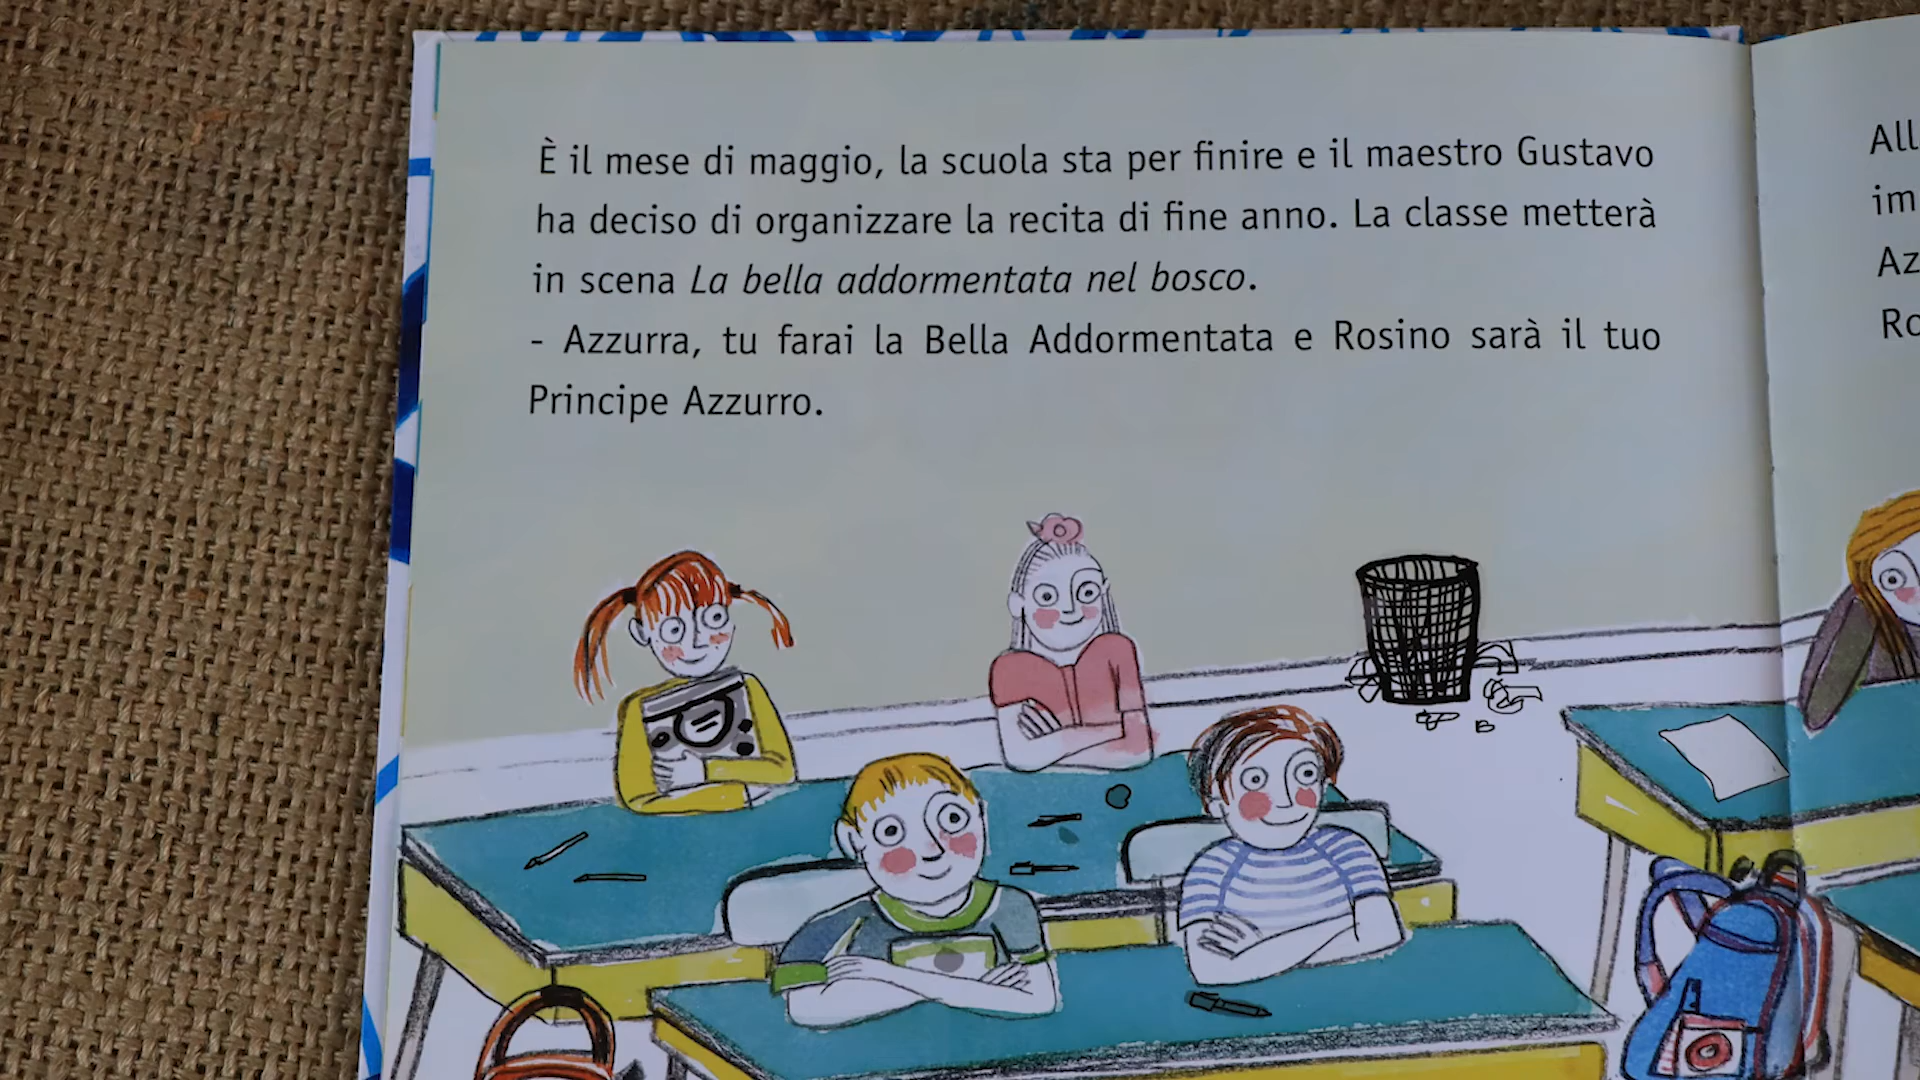 È il mese di maggio, la scuola sta per finire e il maestro Gustavo
ha deciso di organizzare la recita di fine anno. La classe metterà
in scena La bella addormentata nel bosco.
- Azzurra, tu farai la Bella Addormentata e Rosino sarà il tuo
Principe Azzurro.